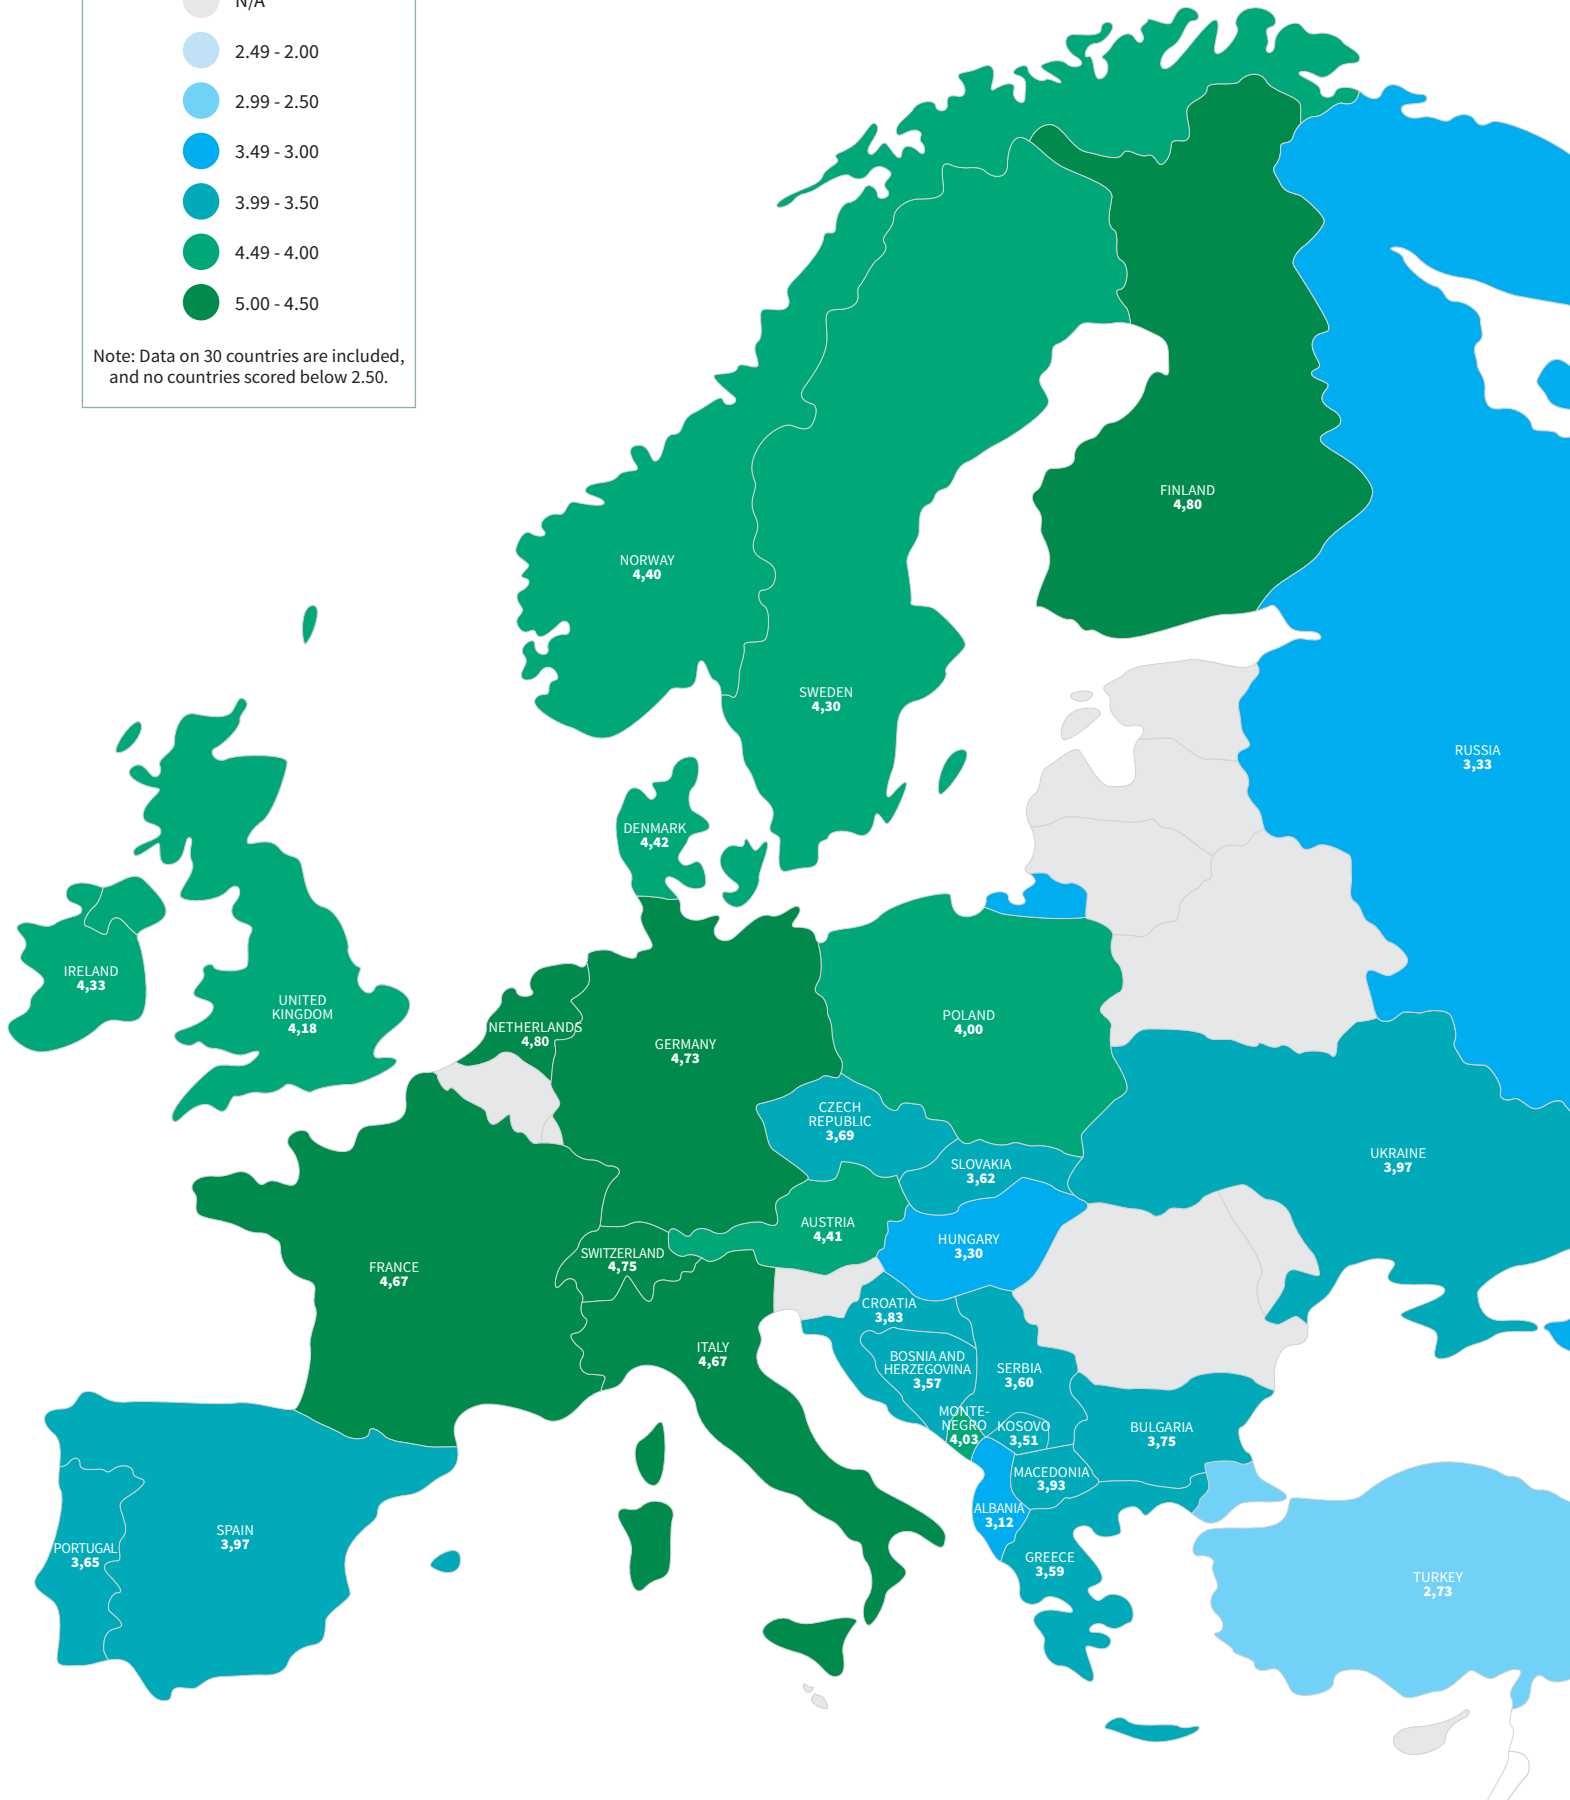 N/A
2.49 - 2.00
2.99 - 2.50
3.49 - 3.00
3.99 - 3.50
4.49 - 4.00
5.00 - 4.50
Note: Data on 30 countries are included,
and no countries scored below 2.50.
FINLAND
4,80
NORWAY
4,40
SWEDEN
4,30
RUSSIA
3,33
DENMARK
4,42
IRELAND
4,33
UNITED
KINGDOM
4,18
NETHERLANDS
4,80
GERMANY
4,73
POLAND
4,00
CZECH
REPUBLIC
3,69
SLOVAKIA
3,62
UKRAINE
3,97
AUSTRIA
4,41
HUNGARY
3,30
SWITZERLAND
4,75
FRANCE
4,67
CROATIA
3,83
ITALY
4,67
BOSNIA AND
HERZEGOVINA
3,57
SERBIA
3,60
MONTE-
NEGRO
4,03
KOSOVO
3,51
BULGARIA
3,75
MACEDONIA
3,93
ALBANIA
3,12
GREECE
3,59
SPAIN
3,97
PORTUGAL
3,65
TURKEY
2,73